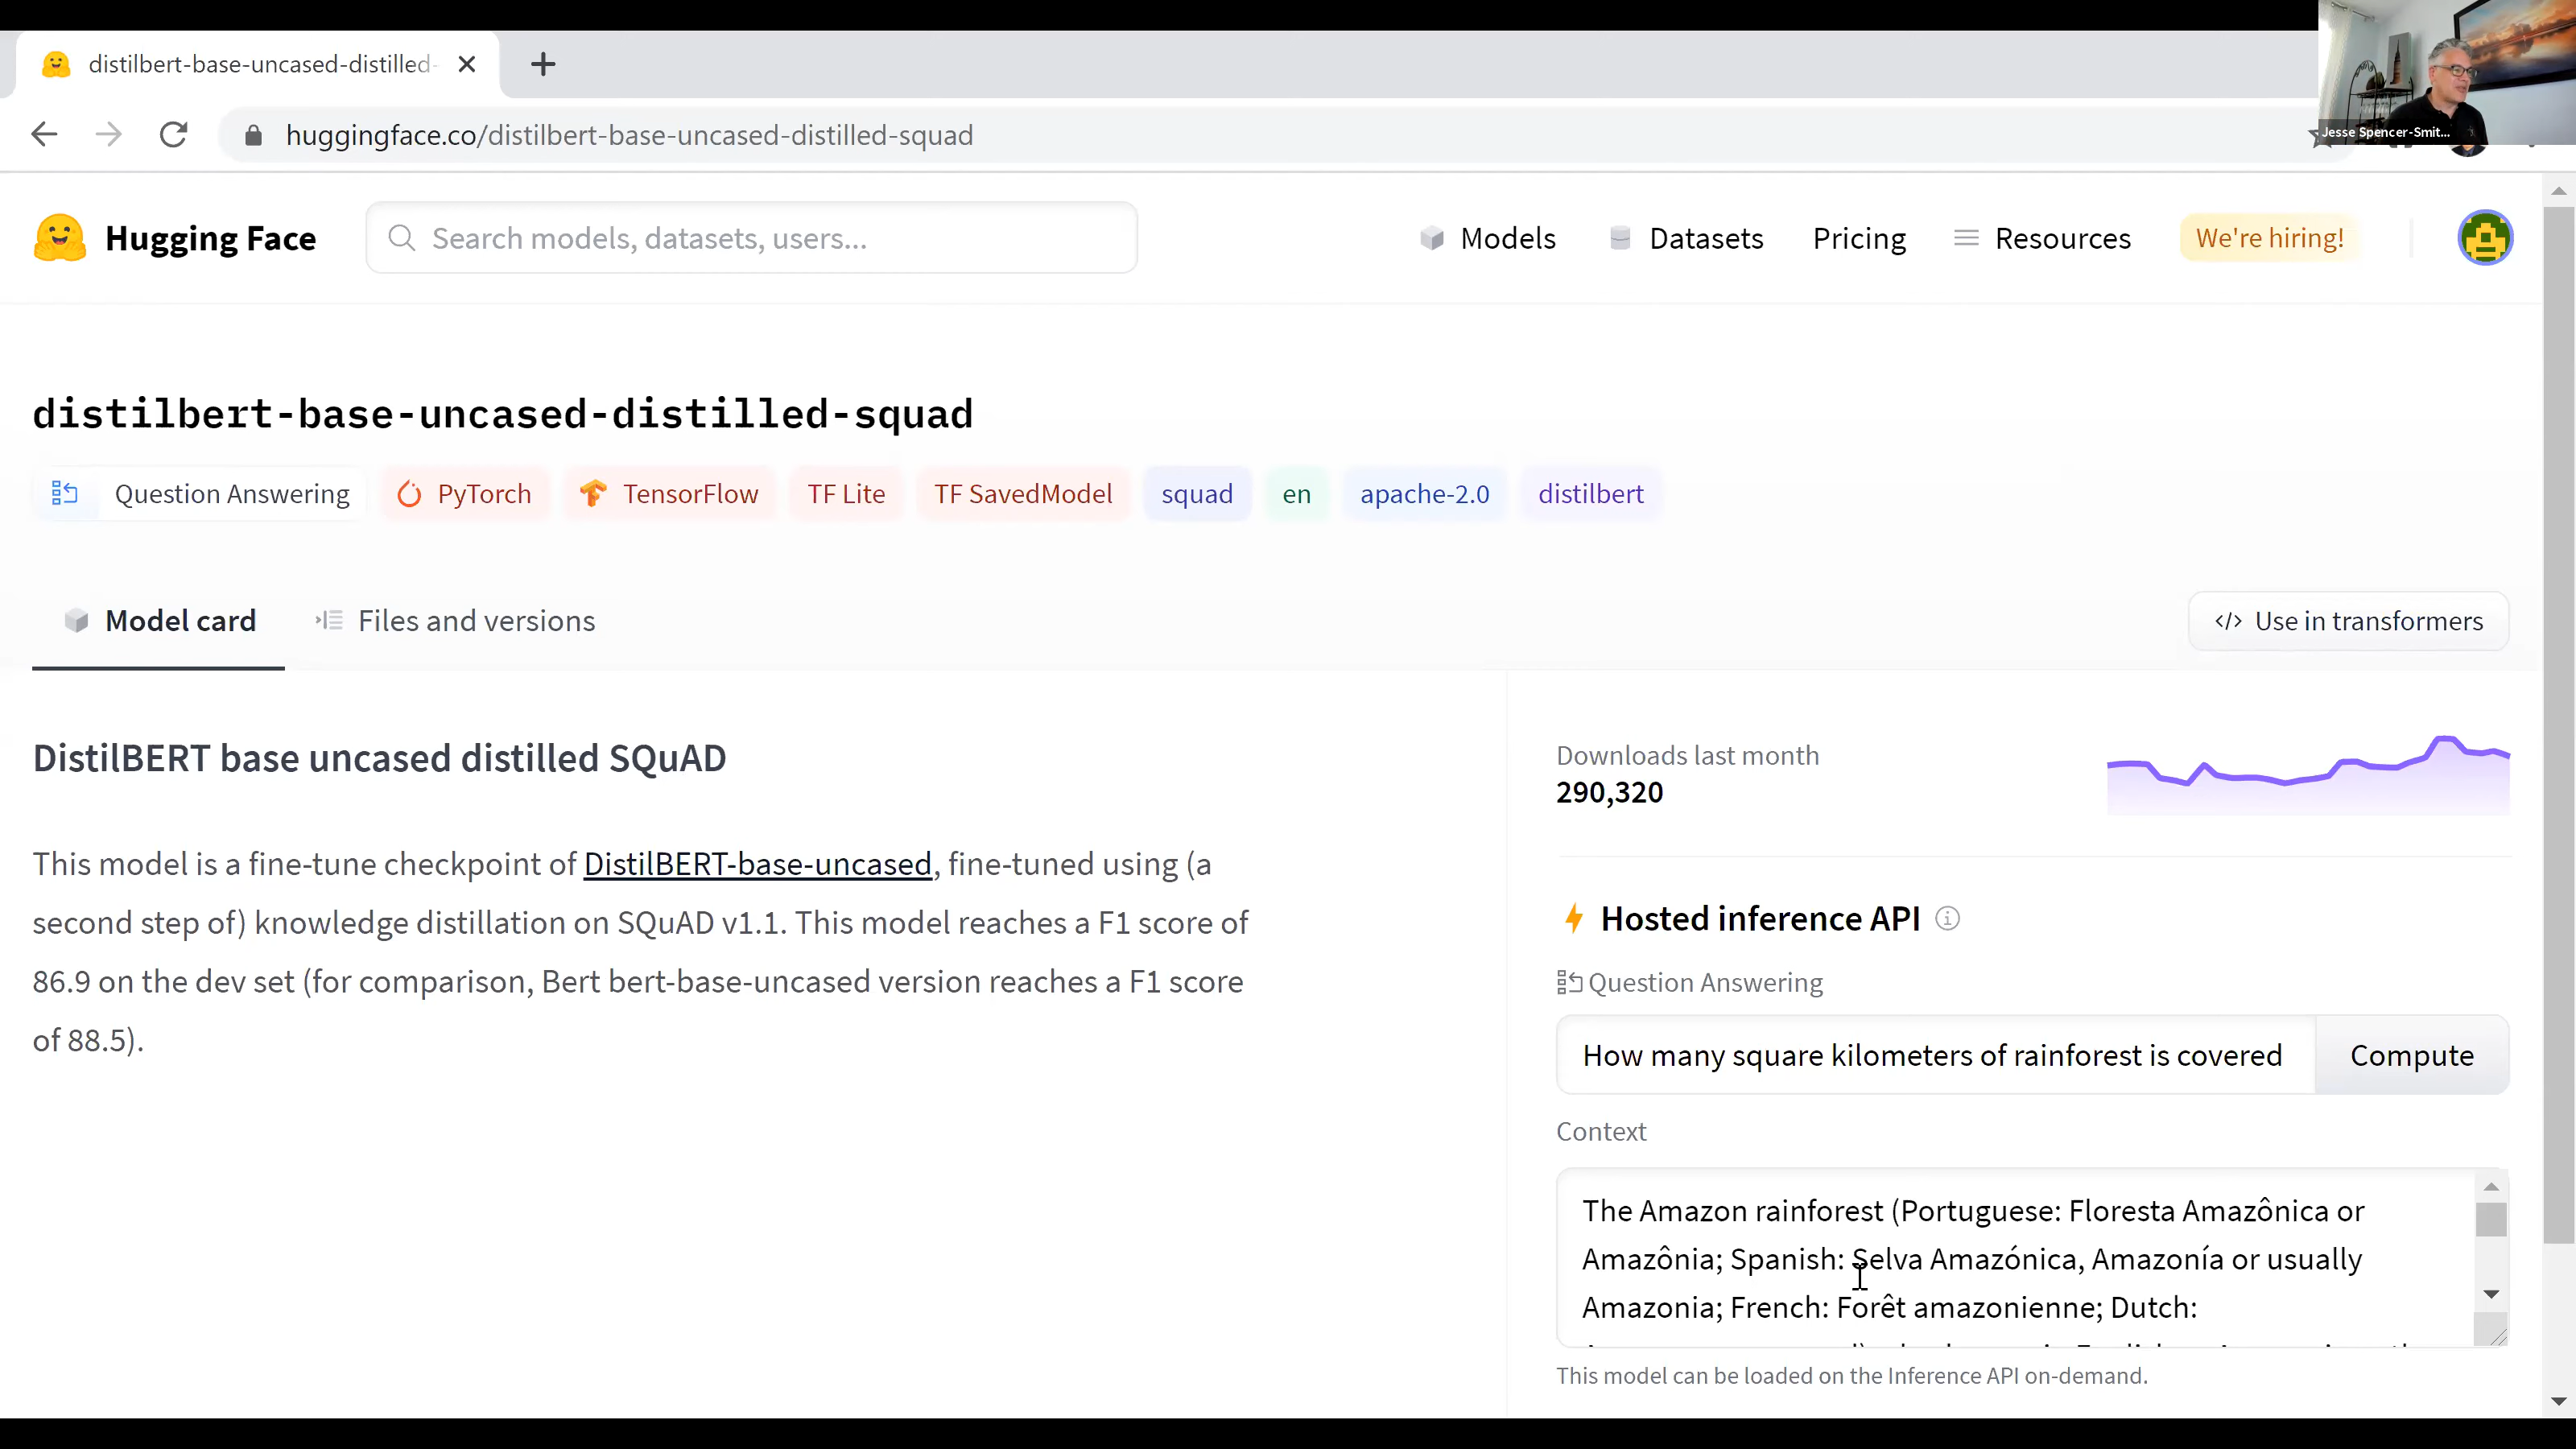 distilbert-base-uncased-distilled-
huggingface.co/distilbert-base-uncased-distilled-squad
Jesse Spencer-Smit...
Hugging Face
Search models, datasets, users...
Models
Datasets
Pricing
Resources
We're hiring!
distilbert-base-uncased-distilled-squad
Question Answering
PyTorch
TensorFlow
TF Lite
TF SavedModel
squad
en
apache-2.0
distilbert
Model card
Files and versions
</> Use in transformers
DistilBERT base uncased distilled SQuAD
This model is a fine-tune checkpoint of DistilBERT-base-uncased, fine-tuned using (a
second step of) knowledge distillation on SQuAD v1.1. This model reaches a F1 score of
86.9 on the dev set (for comparison, Bert bert-base-uncased version reaches a F1 score
of 88.5).
Downloads last month
290,320
Hosted inference API
Question Answering
How many square kilometers of rainforest is covered
Compute
Context
The Amazon rainforest (Portuguese: Floresta Amazônica or
Amazônia; Spanish: Selva Amazónica, Amazonía or usually
Amazonia; French: Forêt amazonienne; Dutch:
This model can be loaded on the Inference API on-demand.